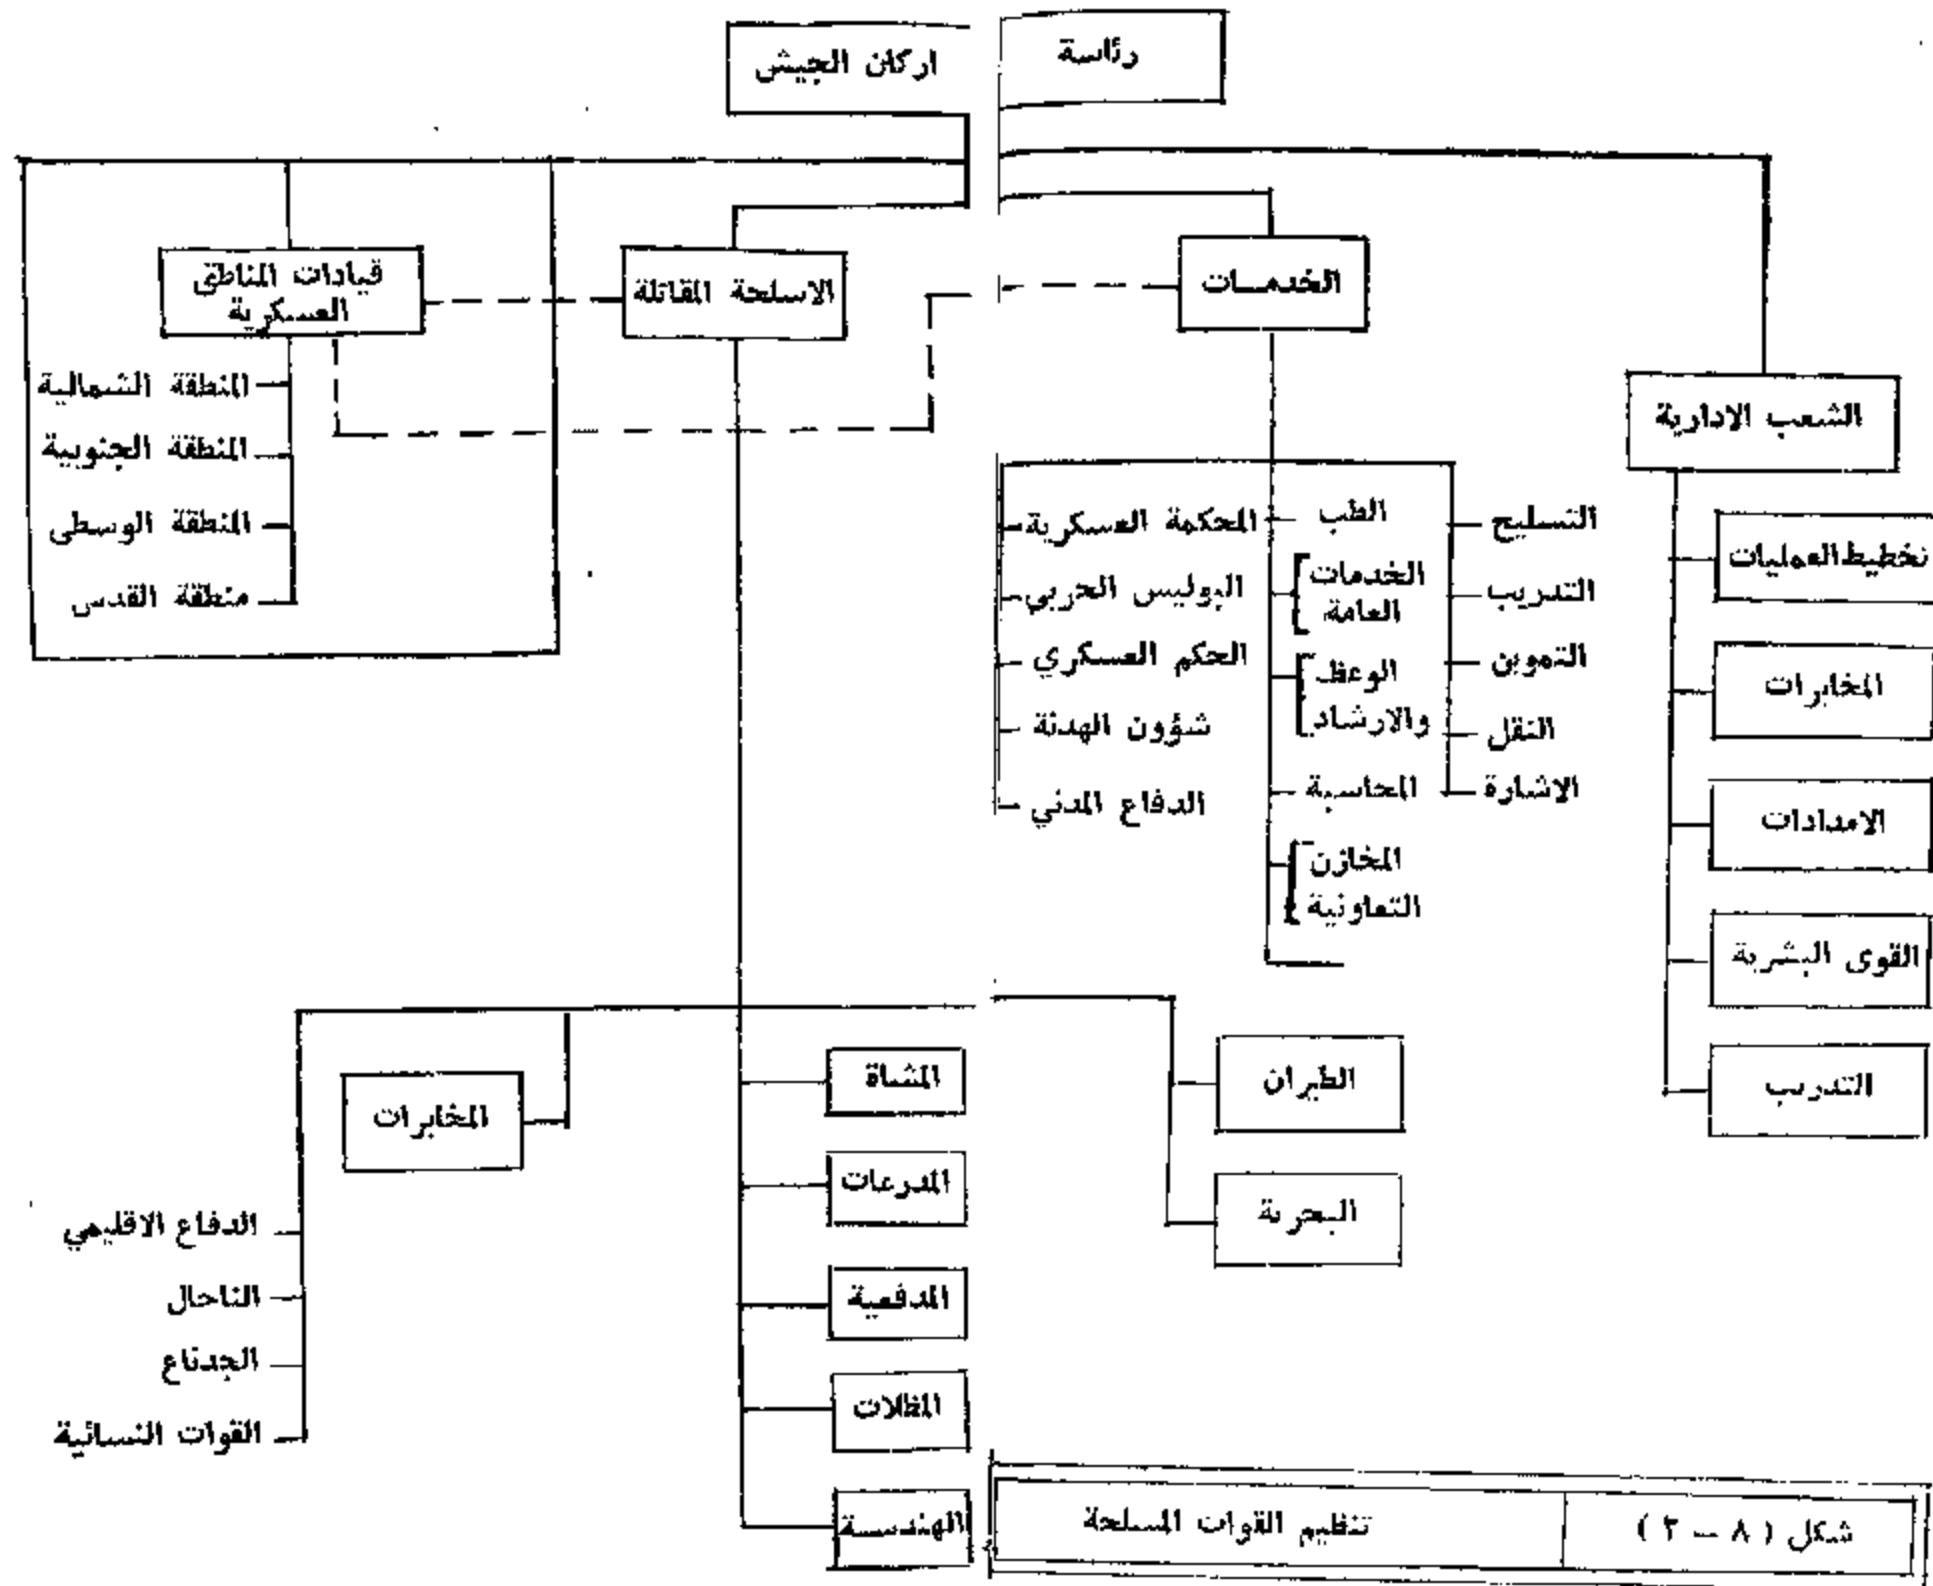 رئاسة اركان الجيش
الشعب الادارية
تخطيط العمليات
المخابرات
الامدادات
القوى البشرية
التدريب
الخدمــات
التسليح
التدريب
التموين
النقل
الاشارة
الطب
الخدمات
العامة
الوعظ
والارشاد
المحاسبة
المخازن
التعاونية
المحكمة العسكرية
البوليس الحربي
الحكم العسكري
شؤون الهدنة
الدفاع المدني
الاسلحة المقاتلة
الطيران
البحرية
المشاة
المدرعات
المدفعية
المظلات
الهندسـة
المخابرات
الدفاع الاقليمي
الناحال
الجدناع
القوات النسائية
قيادات المناطق
العسكرية
المنطقة الشمالية
المنطقة الجنوبية
المنطقة الوسطى
منطقة القدس
شكل ( ٨ – ٢ )
تنظيم القوات المسلحة